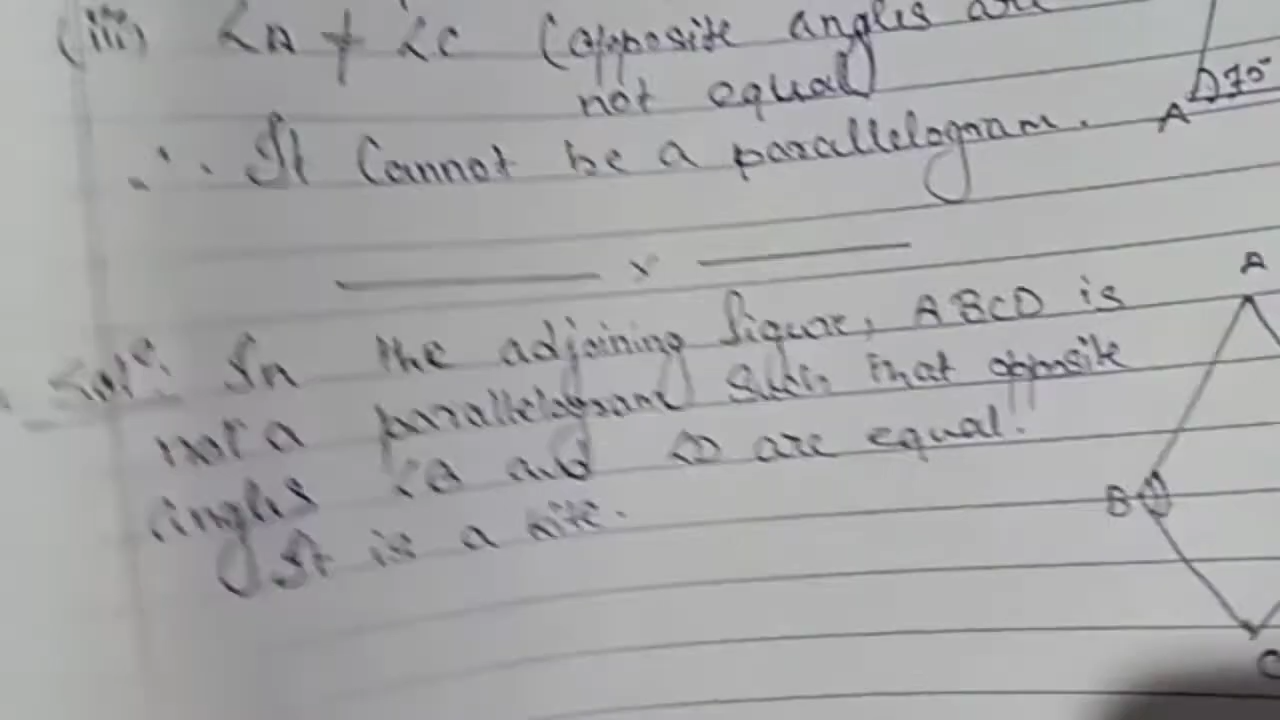 (iii) ∠A ≠ ∠C (opposite angles are
not equal)
∴ It Cannot be a parallelogram.
A 70°
x
A
Solⁿ: In the adjoining figure, ABCD is
not a parallelogram such that opposite
angles ∠B and ∠D are equal.
It is a kite.
B
C